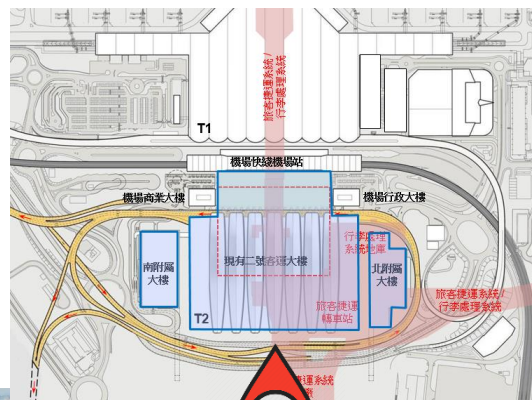 旅客捷運系統 /
行李處理系統
T1
機場快綫機場站
機場商業大樓
機場行政大樓
行李處理
系統地庫
南附屬
大樓
現有二號客運大樓
北附屬
大樓
旅客捷運系統 /
行李處理系統
旅客捷運
轉車站
T2
捷運系統